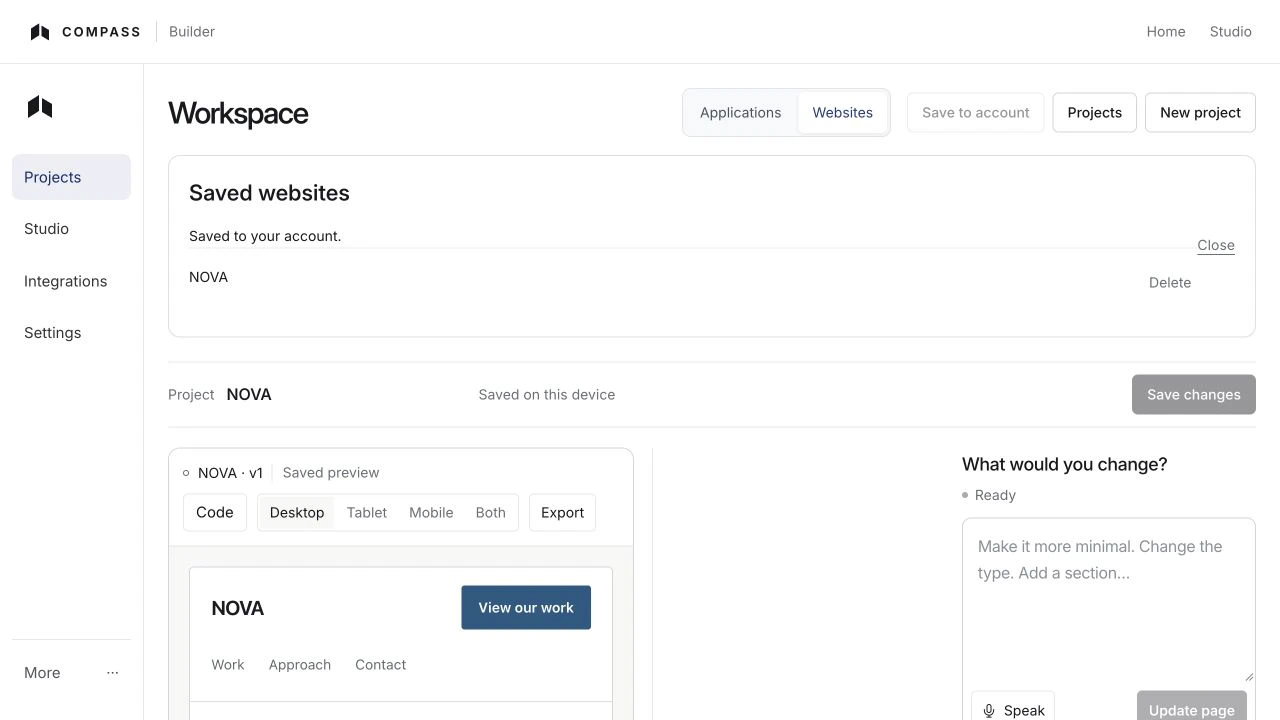 COMPASS Builder Home Studio
Workspace
Applications Websites Save to account Projects New project
Projects
Studio
Integrations
Settings
More ···
Saved websites
Saved to your account.
Close
NOVA
Delete
Project NOVA Saved on this device Save changes
NOVA · v1 Saved preview
Code Desktop Tablet Mobile Both Export
NOVA View our work
Work Approach Contact
What would you change?
Ready
Make it more minimal. Change the
type. Add a section...
Speak Update page